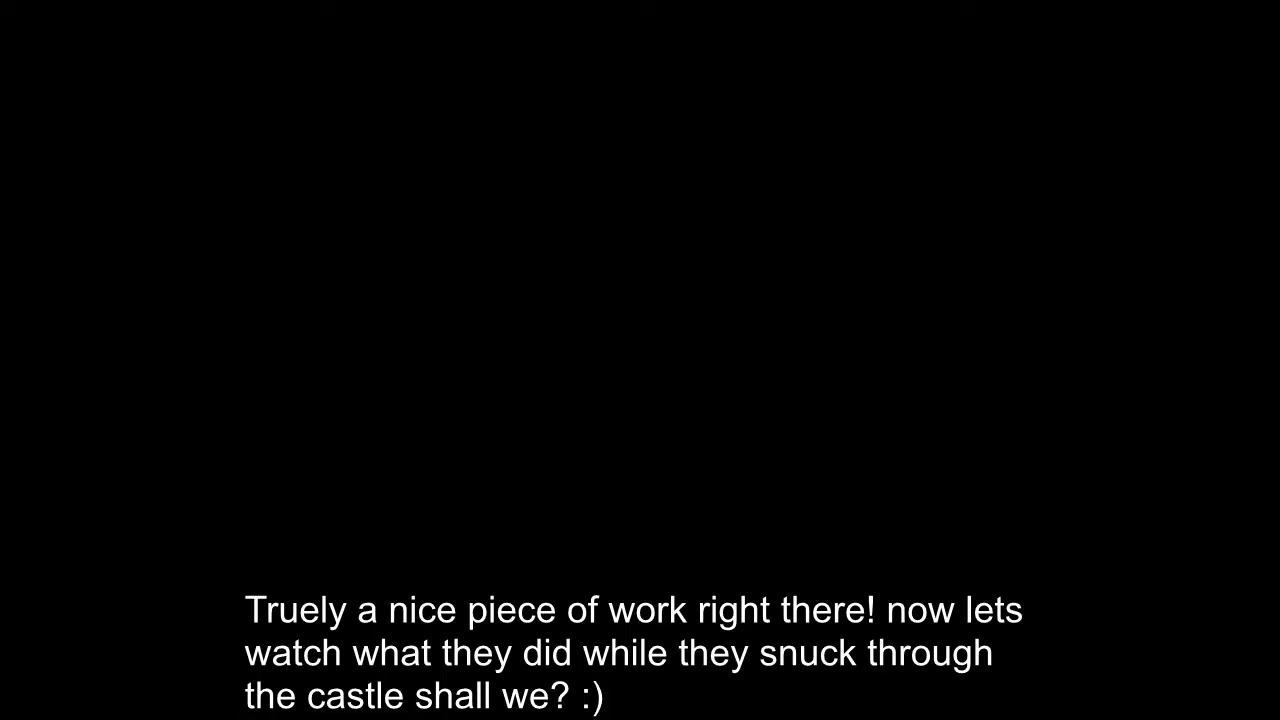 Truely a nice piece of work right there! now lets
watch what they did while they snuck through
the castle shall we? :)